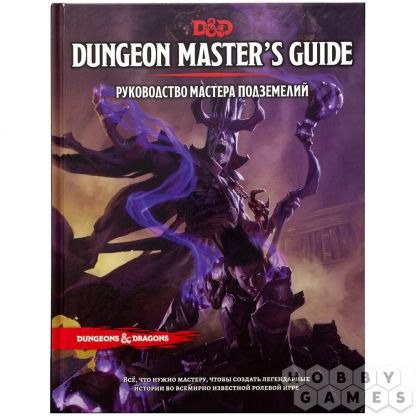 D&D
DUNGEON MASTER'S GUIDE
РУКОВОДСТВО МАСТЕРА ПОДЗЕМЕЛИЙ
DUNGEONS & DRAGONS
ВСЁ, ЧТО НУЖНО МАСТЕРУ, ЧТОБЫ СОЗДАТЬ ЛЕГЕНДАРНЫЕ
ИСТОРИИ ВО ВСЕМИРНО ИЗВЕСТНОЙ РОЛЕВОЙ ИГРЕ
HOBBY
GAMES